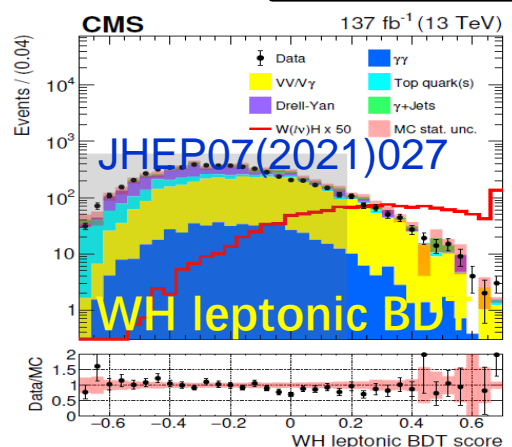 CMS 137 fb⁻¹ (13 TeV)
Events / (0.04)
Data
γγ
VV/Vγ
Top quark(s)
Drell-Yan
γ+Jets
W(lν)H x 50
MC stat. unc.
JHEP07(2021)027
10⁴
10³
10²
10
1
WH leptonic BDT
Data/MC
2
1.5
1
0.5
0
−0.6 −0.4 −0.2 0 0.2 0.4 0.6
WH leptonic BDT score